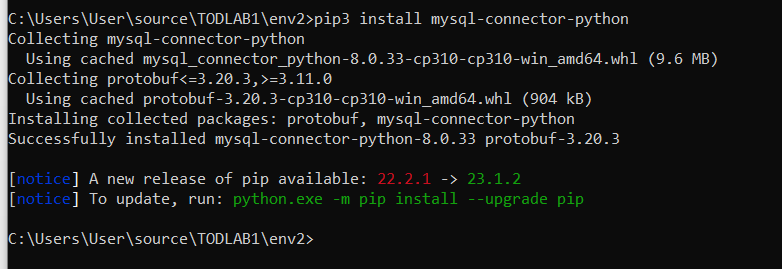 C:\Users\User\source\TODLAB1\env2>pip3 install mysql-connector-python
Collecting mysql-connector-python
  Using cached mysql_connector_python-8.0.33-cp310-cp310-win_amd64.whl (9.6 MB)
Collecting protobuf<=3.20.3,>=3.11.0
  Using cached protobuf-3.20.3-cp310-cp310-win_amd64.whl (904 kB)
Installing collected packages: protobuf, mysql-connector-python
Successfully installed mysql-connector-python-8.0.33 protobuf-3.20.3

[notice] A new release of pip available: 22.2.1 -> 23.1.2
[notice] To update, run: python.exe -m pip install --upgrade pip

C:\Users\User\source\TODLAB1\env2>